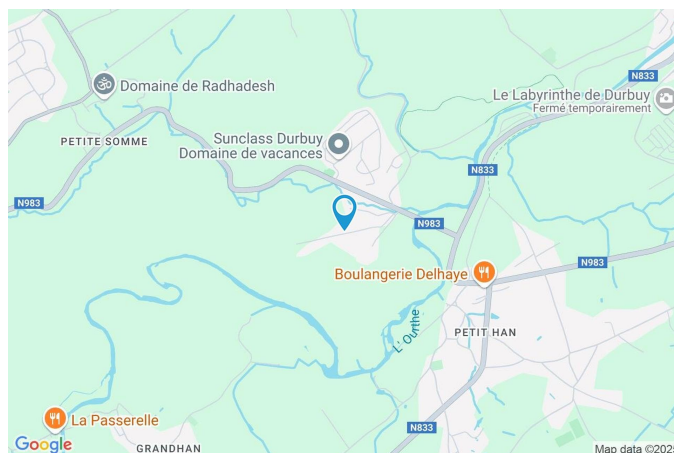 N833
Domaine de Radhadesh
Le Labyrinthe de Durbuy
Fermé temporairement
PETITE SOMME
Sunclass Durbuy
Domaine de vacances
N833
N983
N983
N983
Boulangerie Delhaye
L'Ourthe
PETIT HAN
La Passerelle
N833
Google
GRANDHAN
Map data ©2025